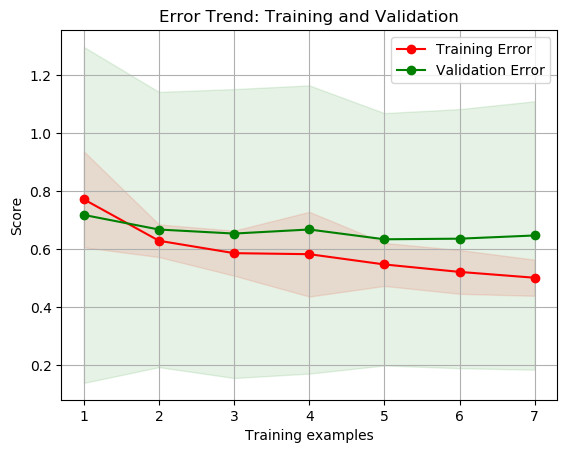 Error Trend: Training and Validation
Training Error
Validation Error
Score
1.2
1.0
0.8
0.6
0.4
0.2
1 2 3 4 5 6 7
Training examples